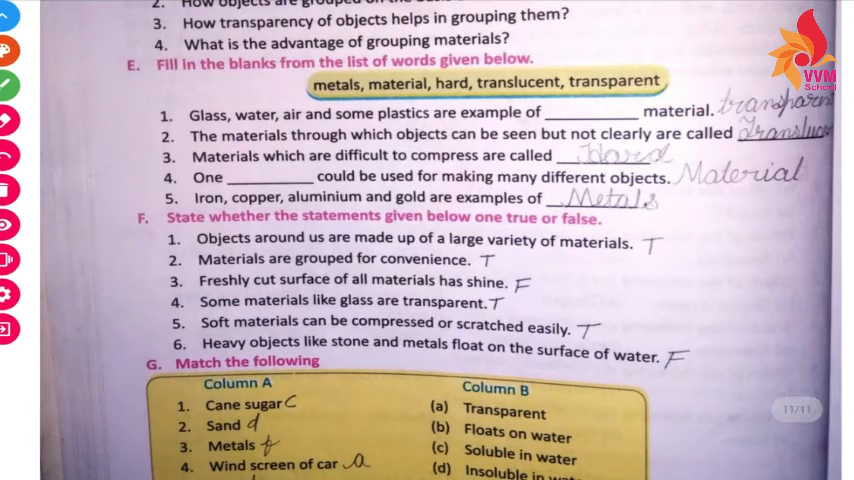 3. How transparency of objects helps in grouping them?
4. What is the advantage of grouping materials?
E. Fill in the blanks from the list of words given below.
metals, material, hard, translucent, transparent
1. Glass, water, air and some plastics are example of __________ material. transparent
2. The materials through which objects can be seen but not clearly are called
3. Materials which are difficult to compress are called Hard
4. One __________ could be used for making many different objects. Material
5. Iron, copper, aluminium and gold are examples of Metals
F. State whether the statements given below one true or false.
1. Objects around us are made up of a large variety of materials. T
2. Materials are grouped for convenience. T
3. Freshly cut surface of all materials has shine. F
4. Some materials like glass are transparent. T
5. Soft materials can be compressed or scratched easily. T
6. Heavy objects like stone and metals float on the surface of water. F
G. Match the following
Column A Column B
1. Cane sugar C (a) Transparent
2. Sand d (b) Floats on water
3. Metals (c) Soluble in water
4. Wind screen of car a (d) Insoluble in
VVM
School
11/11